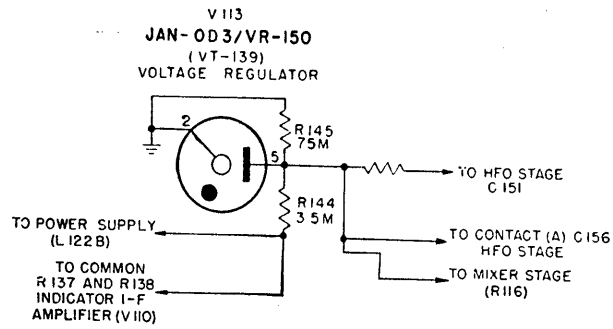 V 113
JAN-OD3/VR-150
(VT-139)
VOLTAGE REGULATOR
2
R145
75M
5
R144
3.5M
TO HFO STAGE
C151
TO POWER SUPPLY
(L122B)
TO CONTACT (A) C156
HFO STAGE
TO COMMON
R137 AND R138
INDICATOR I-F
AMPLIFIER (V110)
TO MIXER STAGE
(R116)